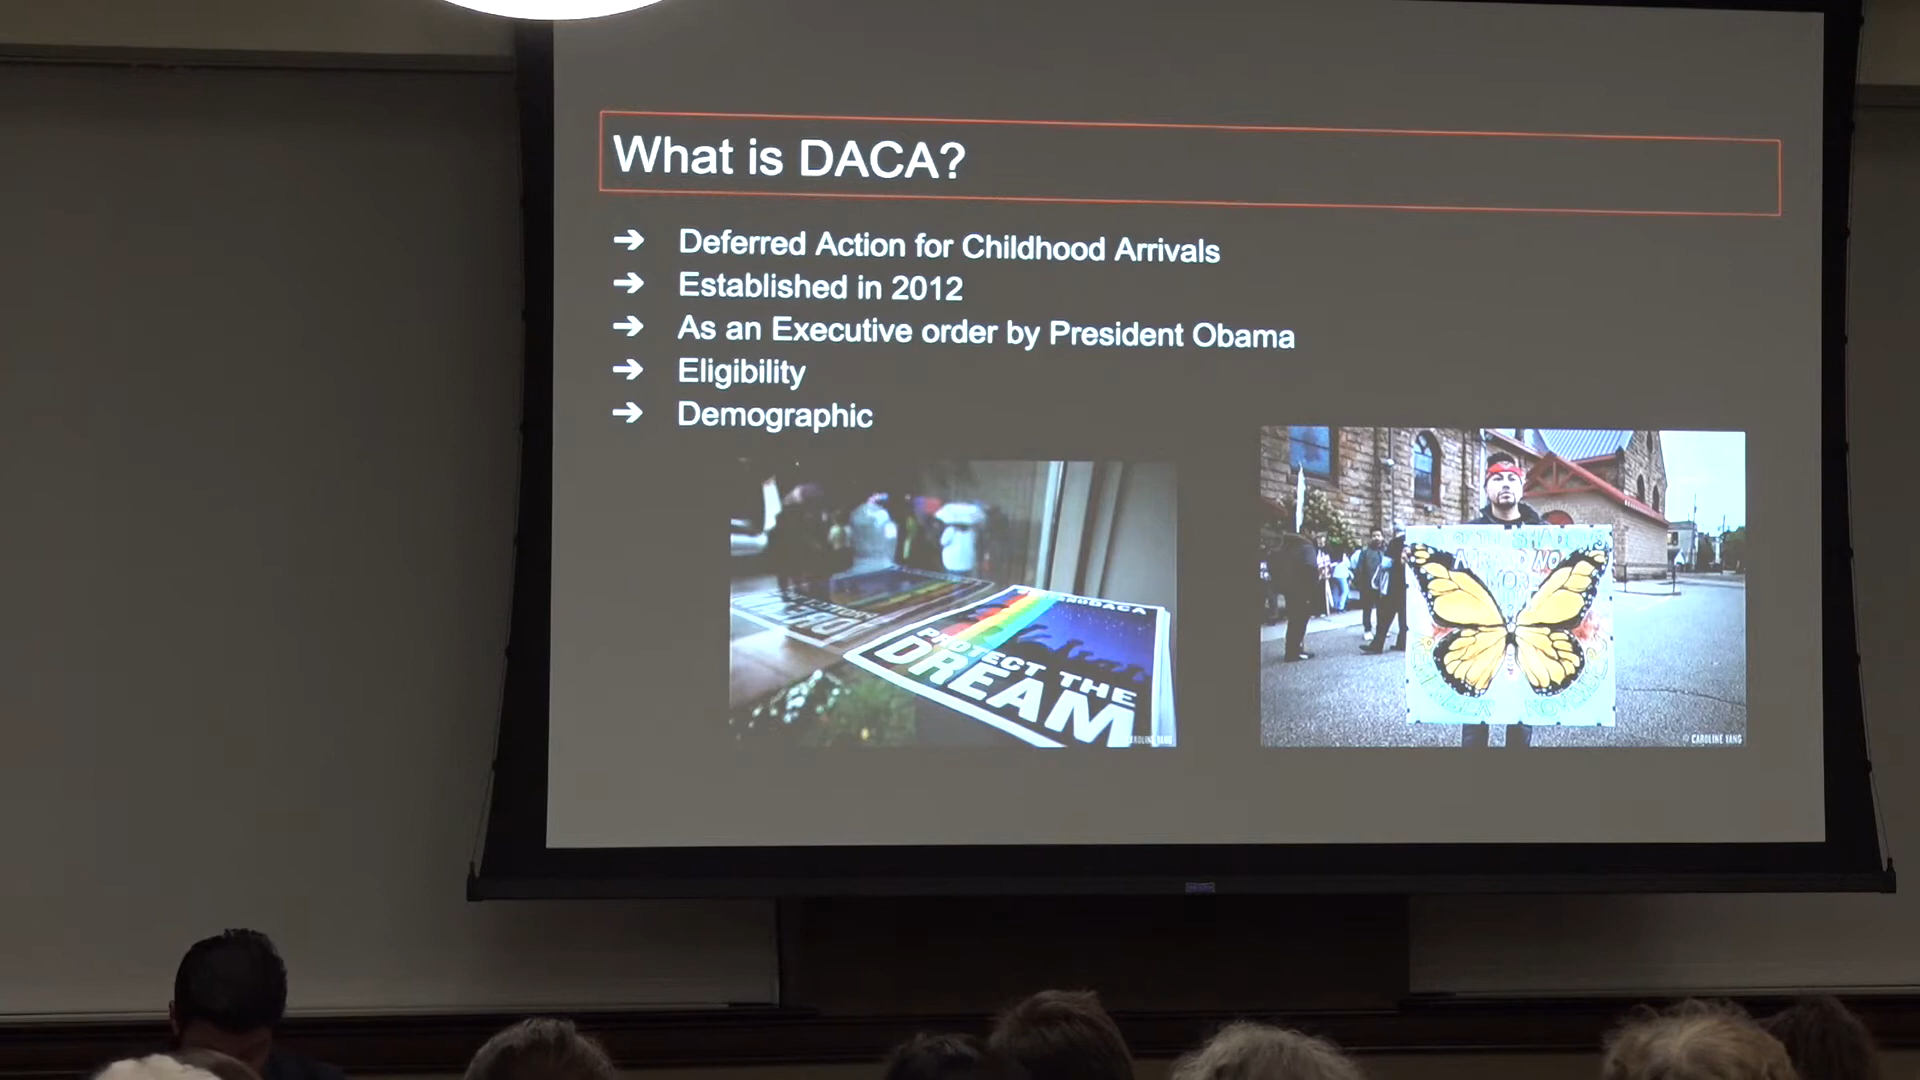 What is DACA?
➔ Deferred Action for Childhood Arrivals
➔ Established in 2012
➔ As an Executive order by President Obama
➔ Eligibility
➔ Demographic
PROTECT THE
DREAM
© CAROLINE YANG